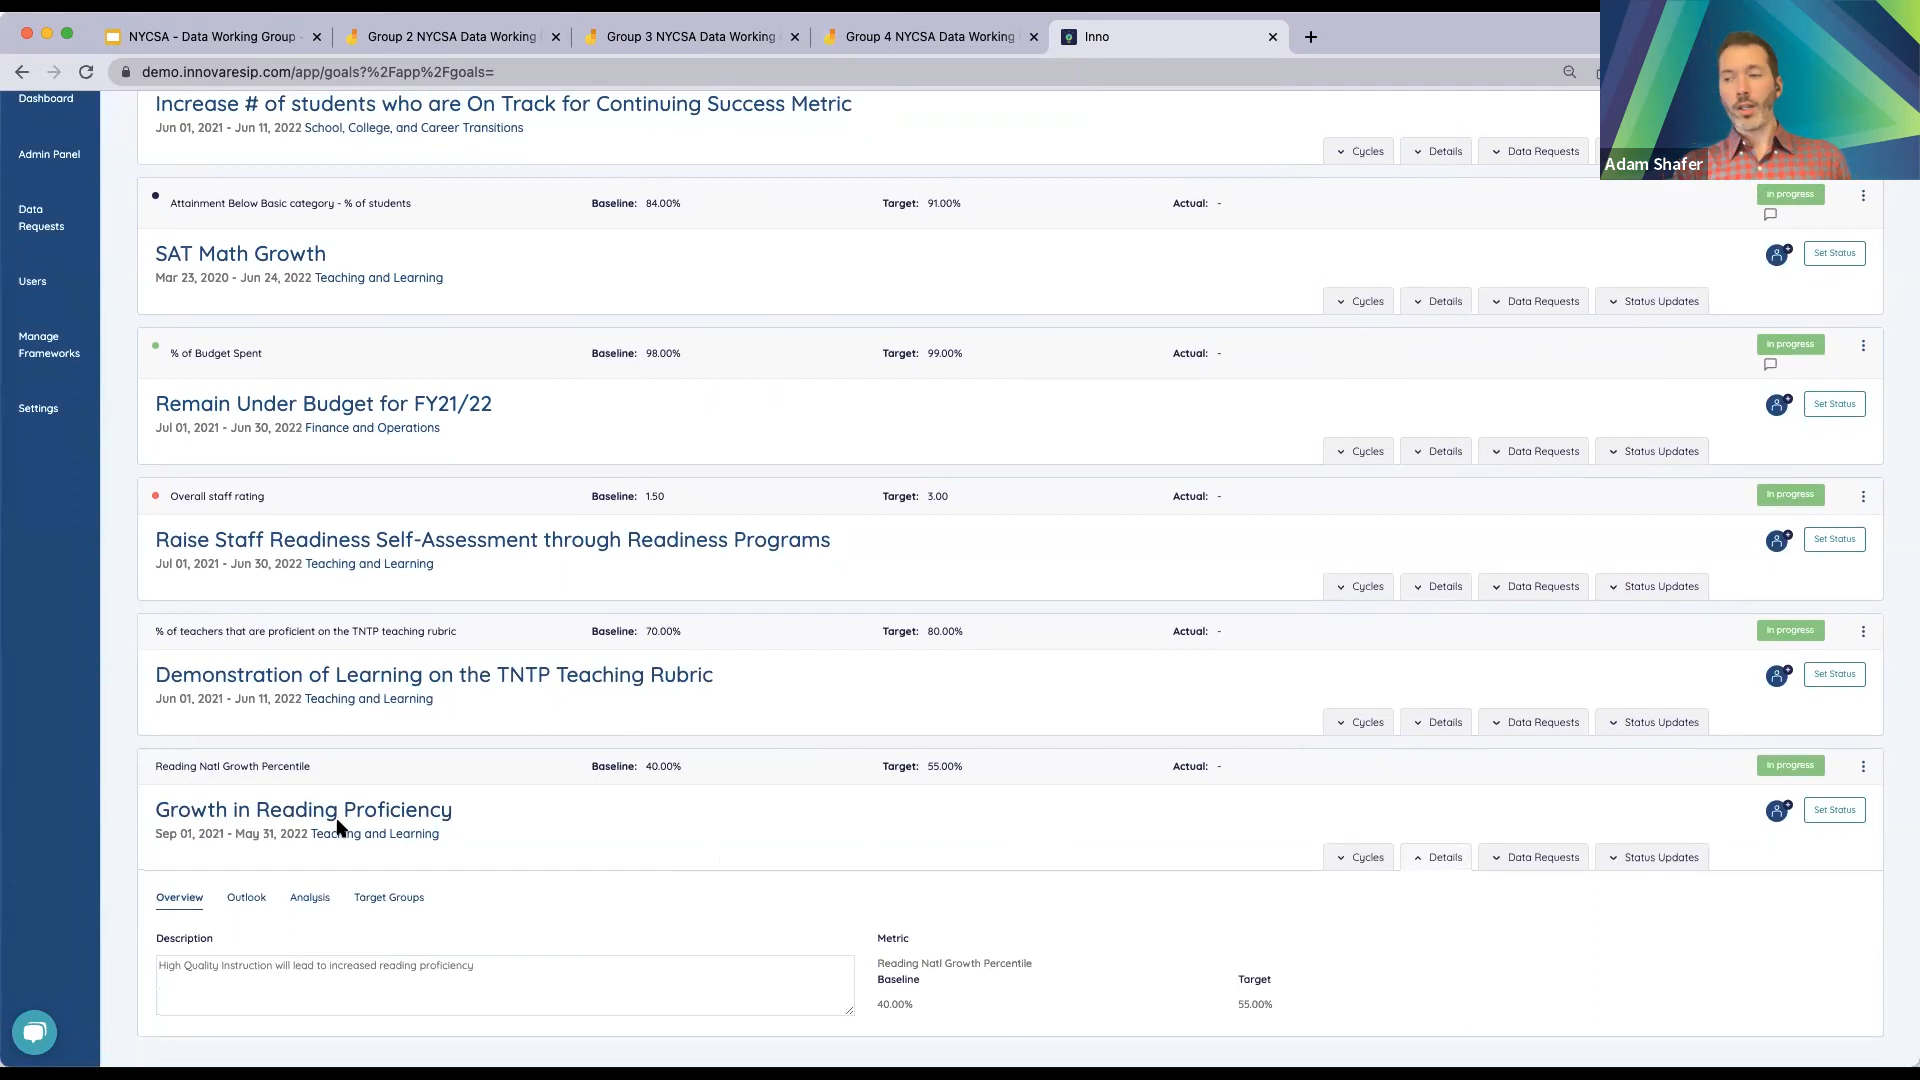 NYCSA - Data Working Group -
Group 2 NYCSA Data Working
Group 3 NYCSA Data Working
Group 4 NYCSA Data Working
Inno
demo.innovaresip.com/app/goals?%2Fapp%2Fgoals=
Adam Shafer
Dashboard
Admin Panel
Data
Requests
Users
Manage
Frameworks
Settings
Increase # of students who are On Track for Continuing Success Metric
Jun 01, 2021 - Jun 11, 2022 School, College, and Career Transitions
Cycles Details Data Requests
Attainment Below Basic category - % of students Baseline: 84.00% Target: 91.00% Actual: - In progress
SAT Math Growth Set Status
Mar 23, 2020 - Jun 24, 2022 Teaching and Learning
Cycles Details Data Requests Status Updates
% of Budget Spent Baseline: 98.00% Target: 99.00% Actual: - In progress
Remain Under Budget for FY21/22 Set Status
Jul 01, 2021 - Jun 30, 2022 Finance and Operations
Cycles Details Data Requests Status Updates
Overall staff rating Baseline: 1.50 Target: 3.00 Actual: - In progress
Raise Staff Readiness Self-Assessment through Readiness Programs Set Status
Jul 01, 2021 - Jun 30, 2022 Teaching and Learning
Cycles Details Data Requests Status Updates
% of teachers that are proficient on the TNTP teaching rubric Baseline: 70.00% Target: 80.00% Actual: - In progress
Demonstration of Learning on the TNTP Teaching Rubric Set Status
Jun 01, 2021 - Jun 11, 2022 Teaching and Learning
Cycles Details Data Requests Status Updates
Reading Natl Growth Percentile Baseline: 40.00% Target: 55.00% Actual: - In progress
Growth in Reading Proficiency Set Status
Sep 01, 2021 - May 31, 2022 Teaching and Learning
Cycles Details Data Requests Status Updates
Overview Outlook Analysis Target Groups
Description Metric
High Quality Instruction will lead to increased reading proficiency Reading Natl Growth Percentile
Baseline Target
40.00% 55.00%